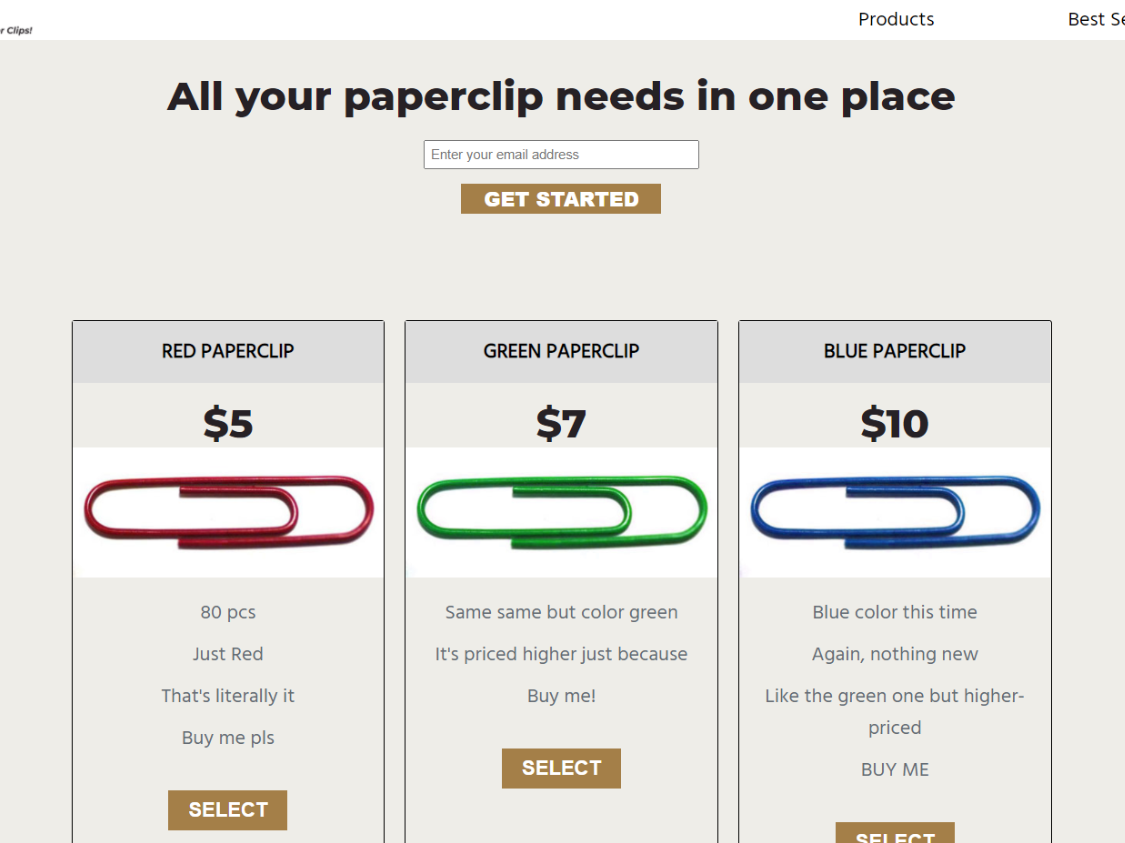 Products Best Se
r Clips!
All your paperclip needs in one place
Enter your email address
GET STARTED
RED PAPERCLIP
$5
80 pcs
Just Red
That's literally it
Buy me pls
SELECT
GREEN PAPERCLIP
$7
Same same but color green
It's priced higher just because
Buy me!
SELECT
BLUE PAPERCLIP
$10
Blue color this time
Again, nothing new
Like the green one but higher-
priced
BUY ME
SELECT